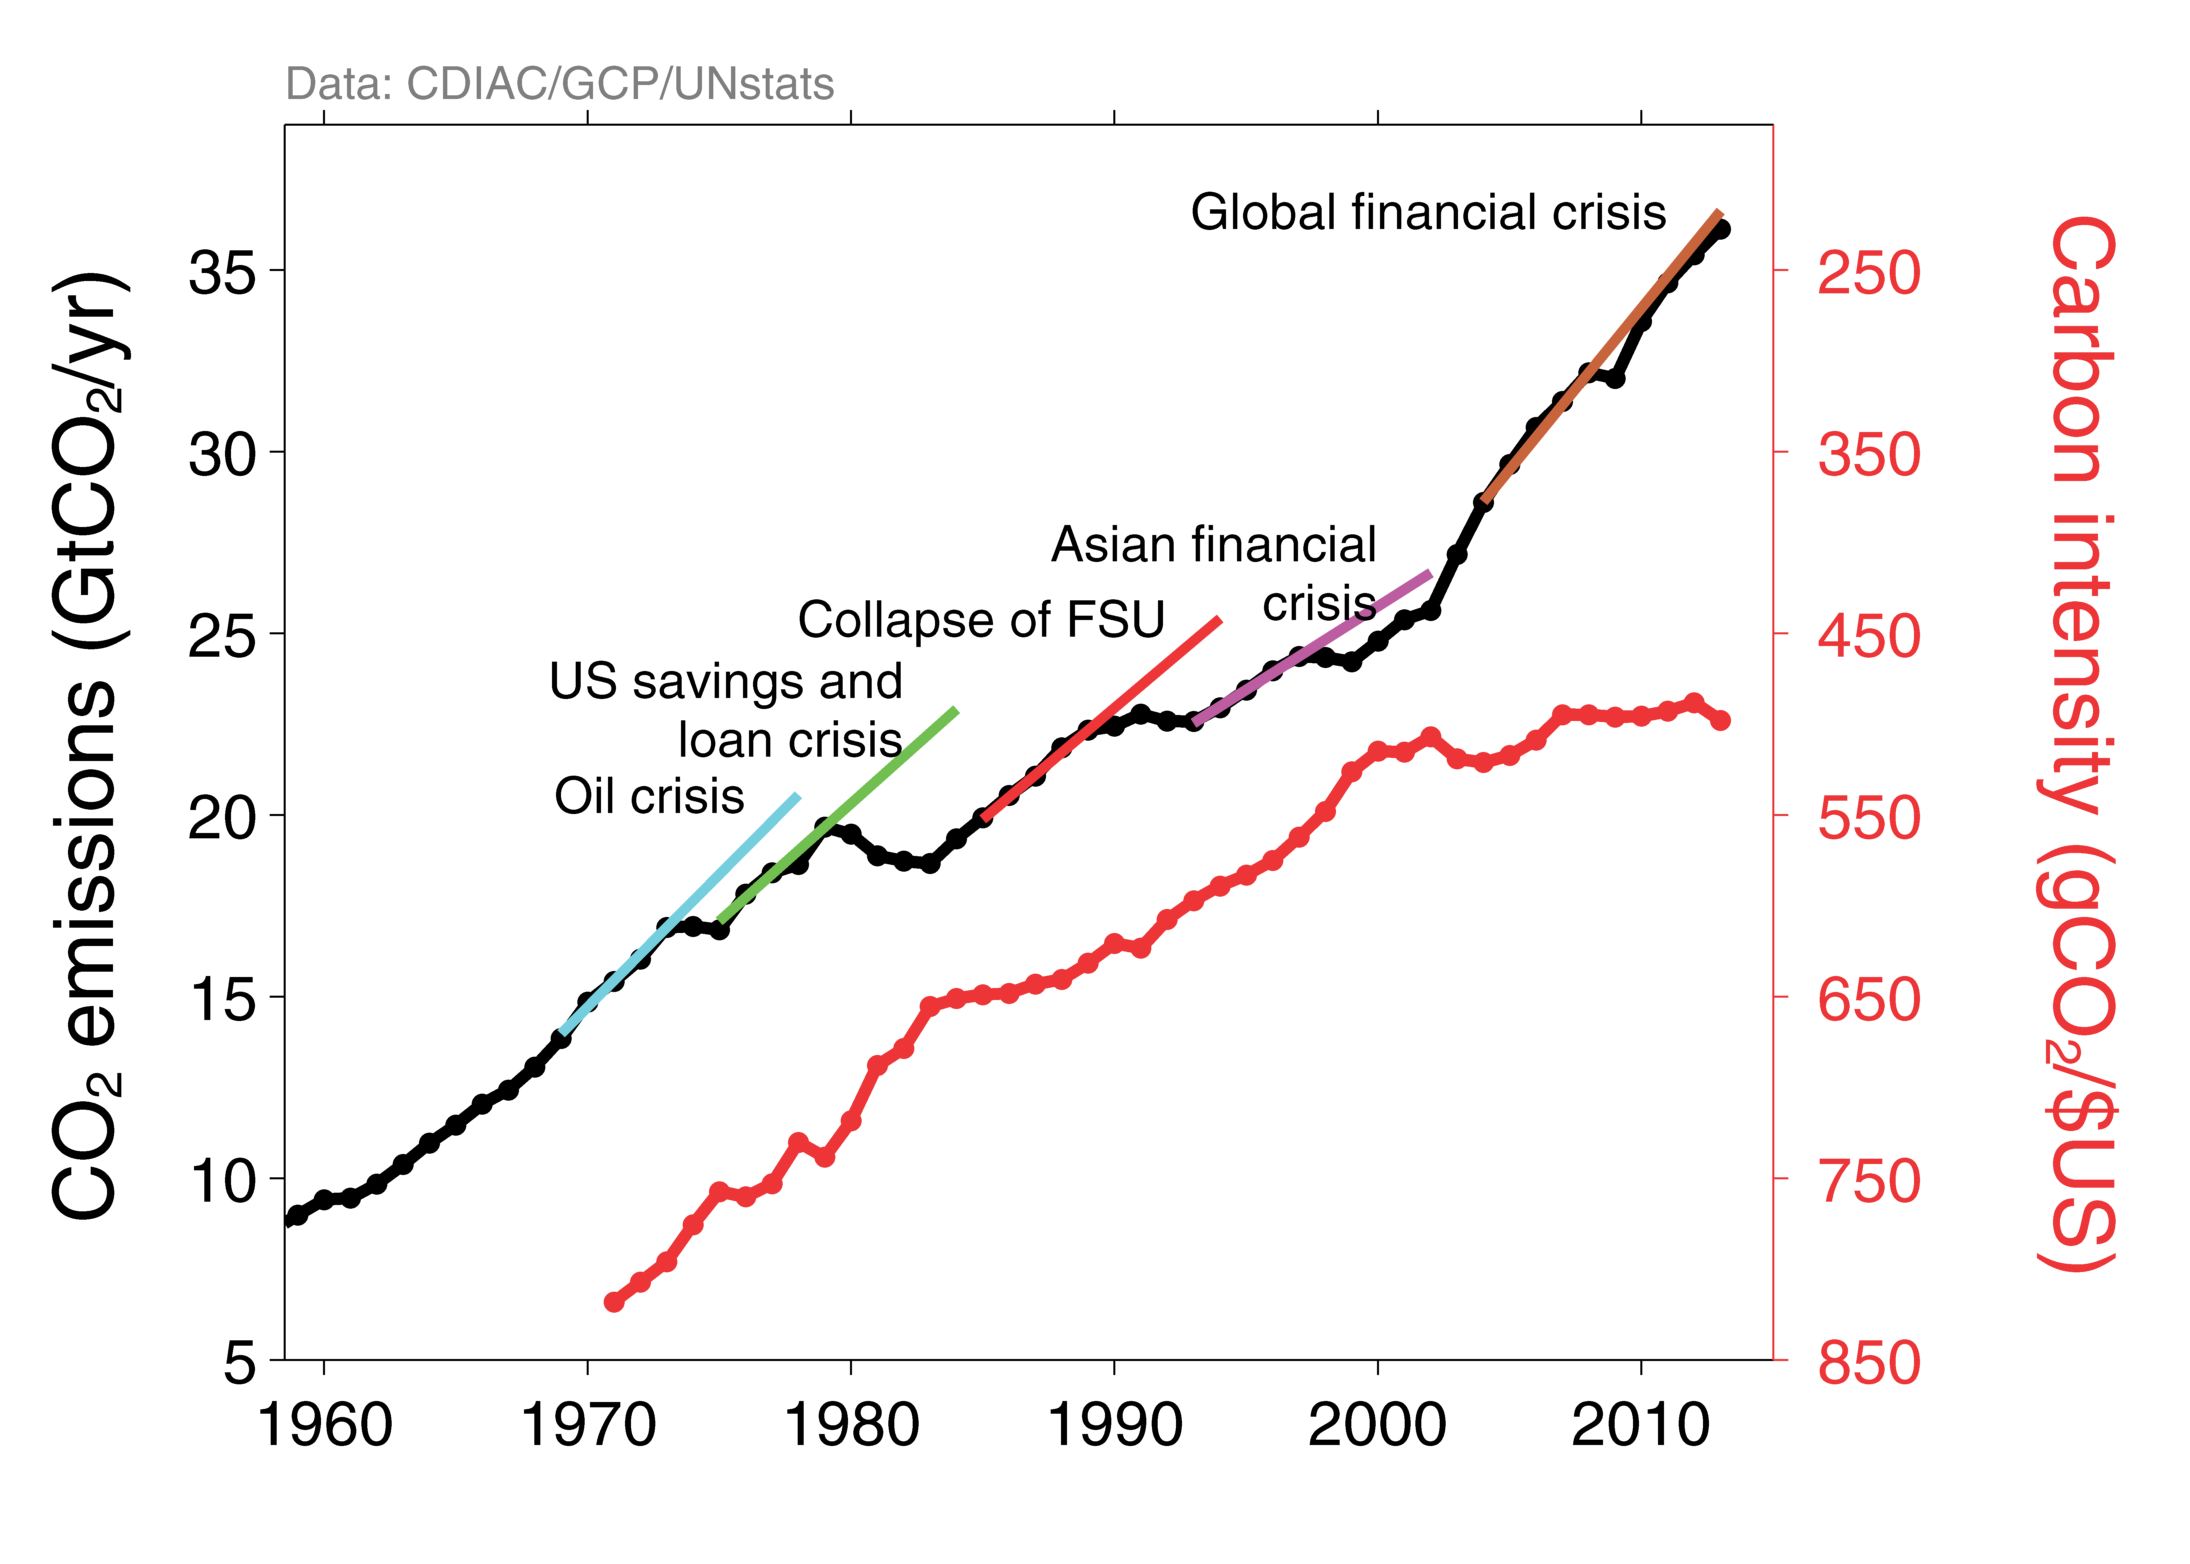 Data: CDIAC/GCP/UNstats
CO₂ emissions (GtCO₂/yr)
35
30
25
20
15
10
5
Global financial crisis
Asian financial
crisis
Collapse of FSU
US savings and
loan crisis
Oil crisis
250
350
450
550
650
750
850
Carbon intensity (gCO₂/$US)
1960 1970 1980 1990 2000 2010